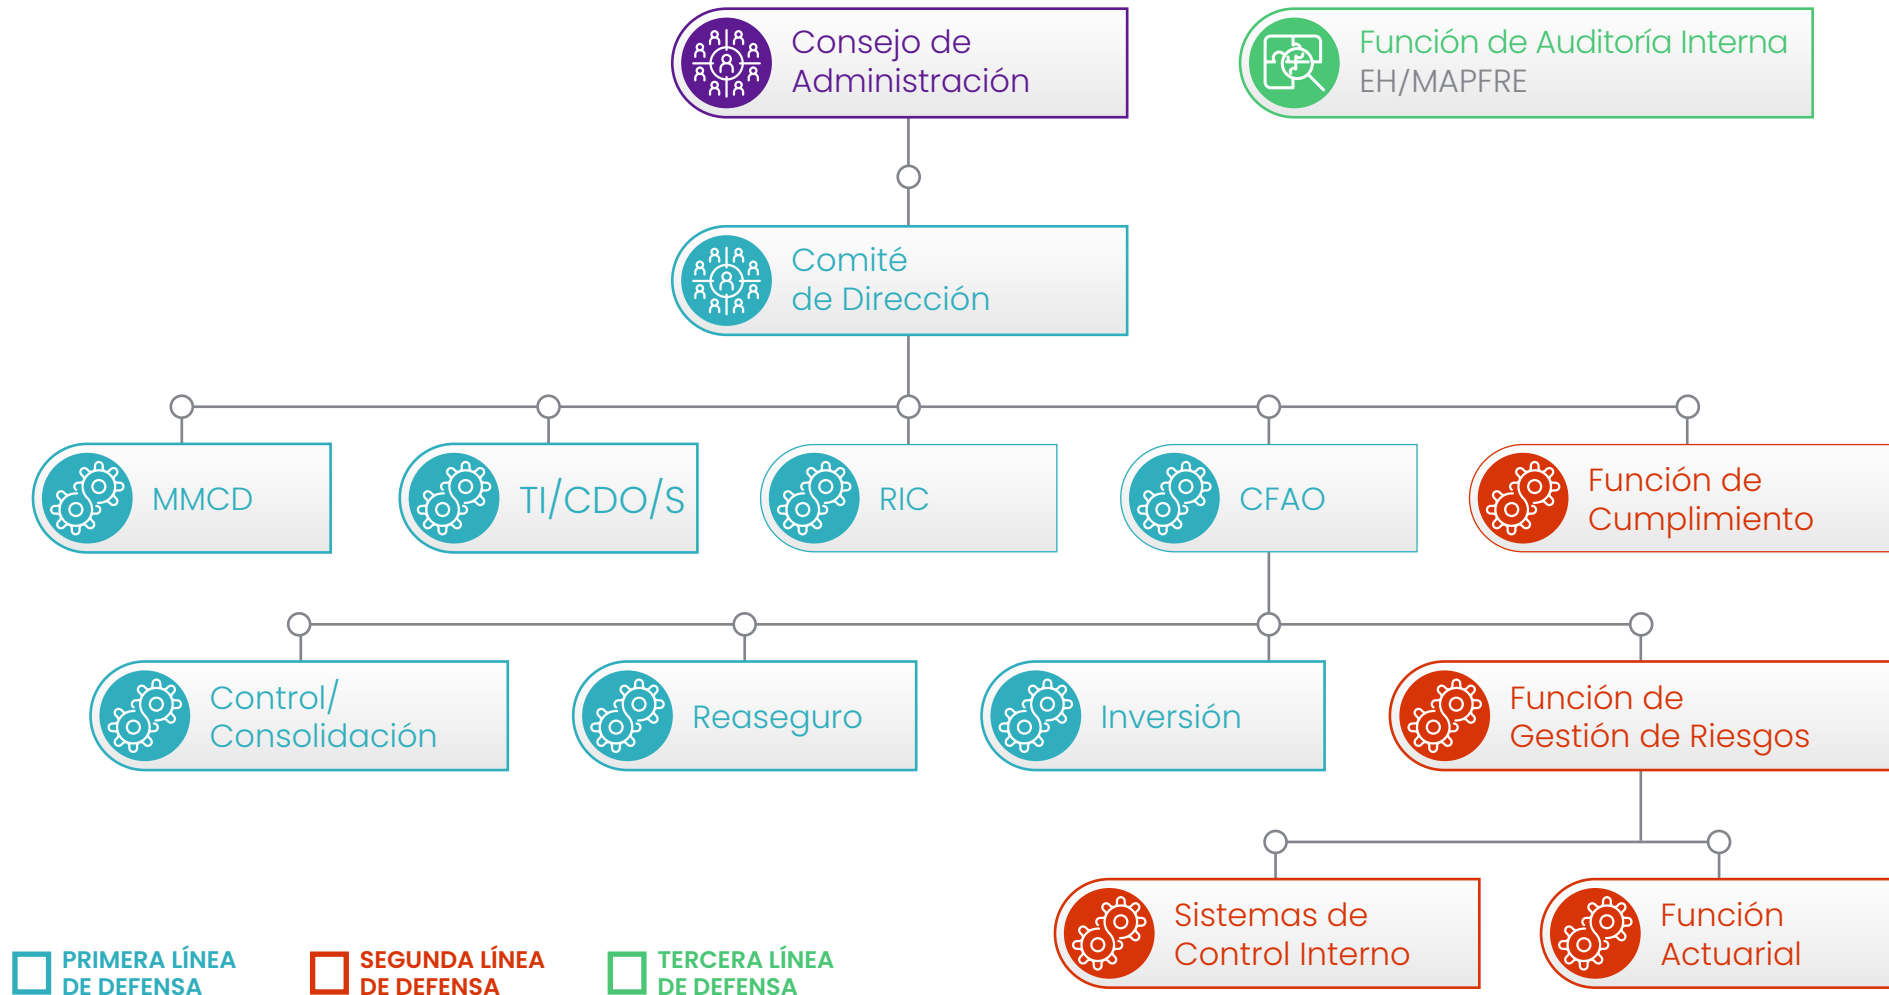 Consejo de
Administración
Función de Auditoría Interna
EH/MAPFRE
Comité
de Dirección
MMCD
TI/CDO/S
RIC
CFAO
Función de
Cumplimiento
Control/
Consolidación
Reaseguro
Inversión
Función de
Gestión de Riesgos
Sistemas de
Control Interno
Función
Actuarial
PRIMERA LÍNEA
DE DEFENSA
SEGUNDA LÍNEA
DE DEFENSA
TERCERA LÍNEA
DE DEFENSA